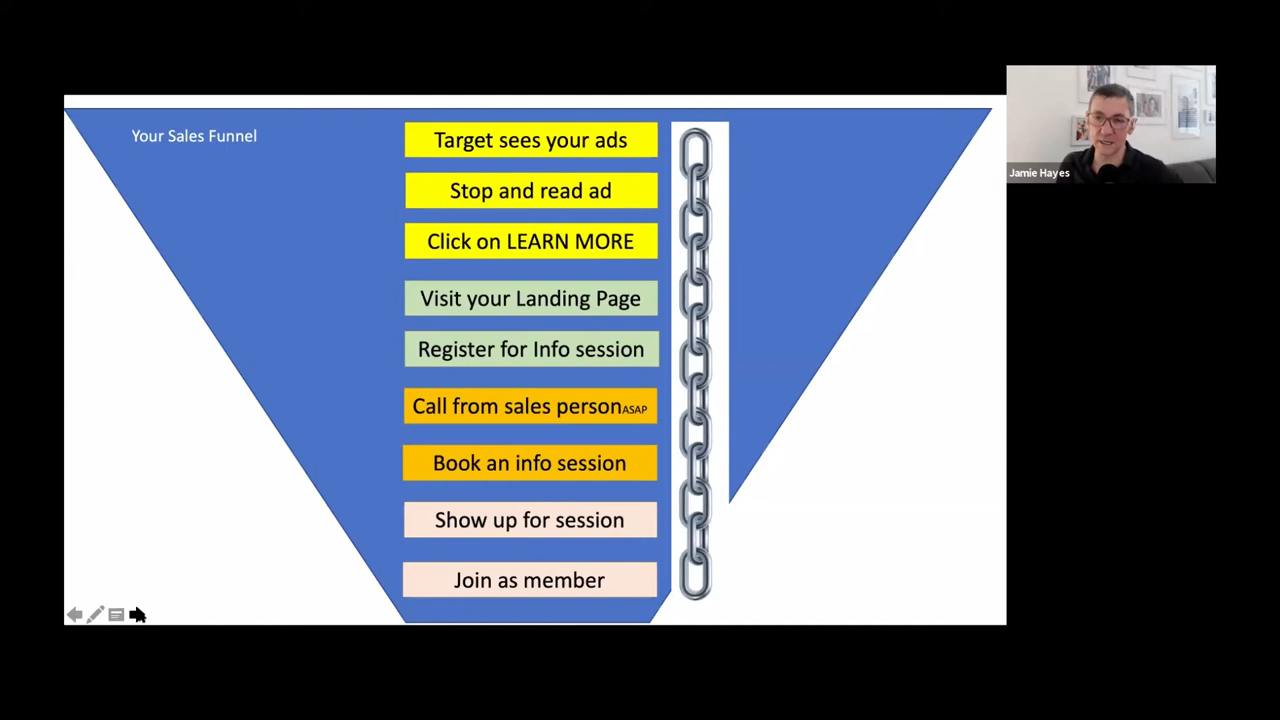 Your Sales Funnel
Target sees your ads
Stop and read ad
Click on LEARN MORE
Visit your Landing Page
Register for Info session
Call from sales personASAP
Book an info session
Show up for session
Join as member
Jamie Hayes